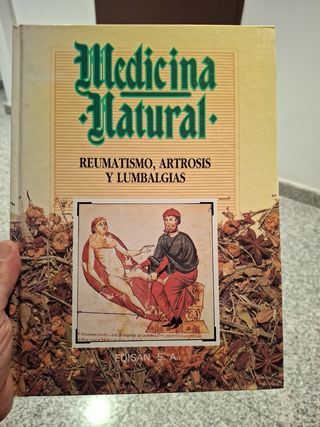 Medicina
·Natural·
REUMATISMO, ARTROSIS
Y LUMBALGIAS
EDISAN, S. A.